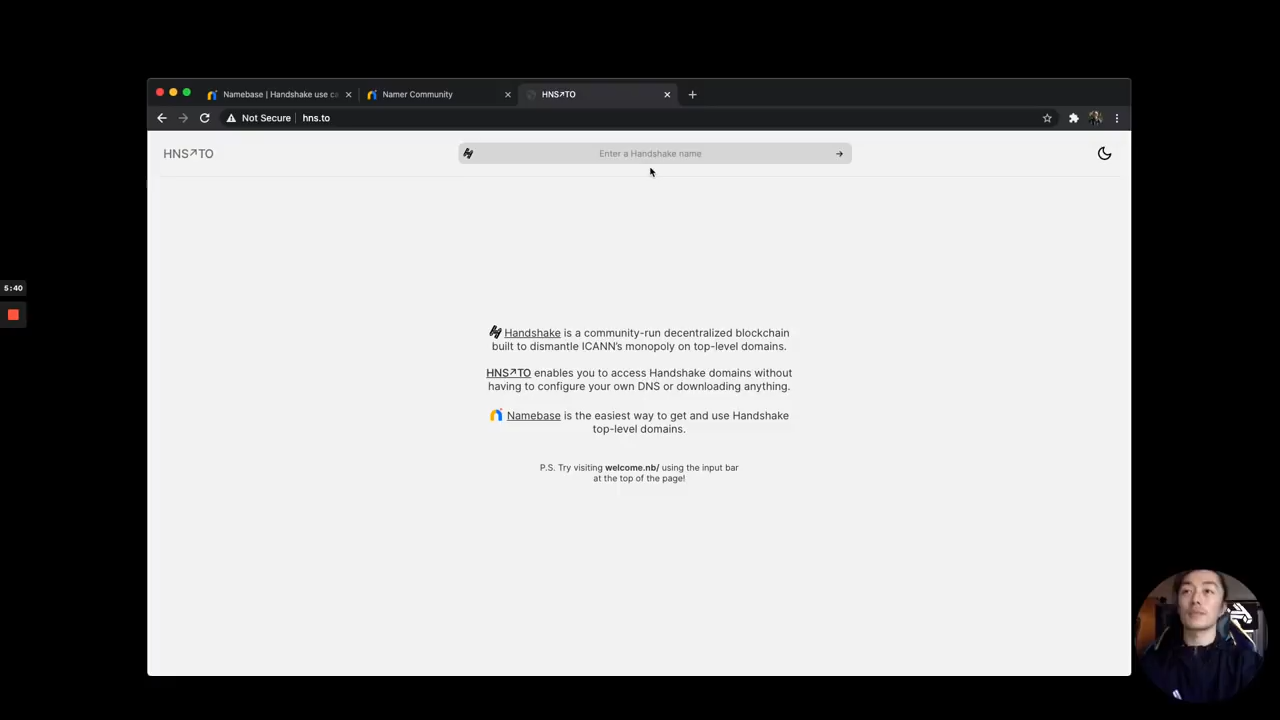 Namebase | Handshake use ca
Namer Community
HNS↗TO
Not Secure
hns.to
HNS↗TO
Enter a Handshake name
5:40
Handshake is a community-run decentralized blockchain
built to dismantle ICANN's monopoly on top-level domains.
HNS↗TO enables you to access Handshake domains without
having to configure your own DNS or downloading anything.
Namebase is the easiest way to get and use Handshake
top-level domains.
P.S. Try visiting welcome.nb/ using the input bar
at the top of the page!